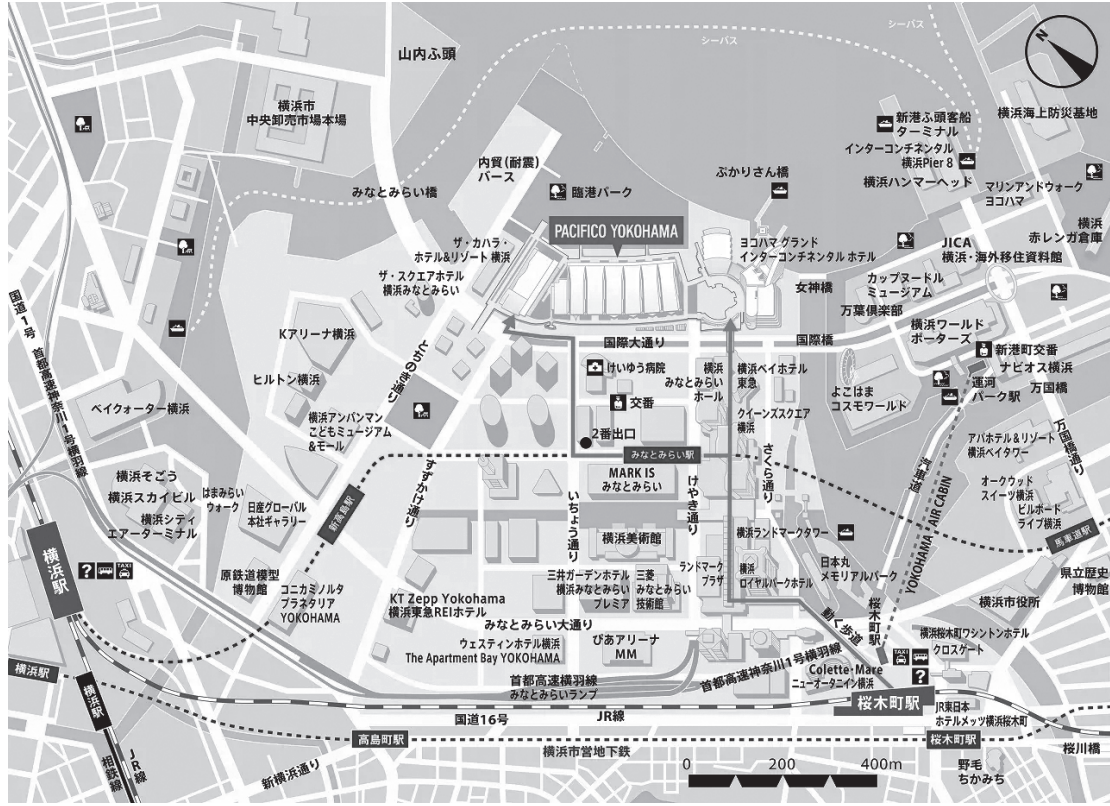 シーバス
シーバス
N
山内ふ頭
横浜市
中央卸売市場本場
内貿(耐震)
バース
みなとみらい橋
臨港パーク
ぷかりさん橋
新港ふ頭客船
ターミナル
インターコンチネンタル
横浜Pier 8
横浜ハンマーヘッド
横浜海上防災基地
マリンアンドウォーク
ヨコハマ
横浜
赤レンガ倉庫
PACIFICO YOKOHAMA
ザ・カハラ・
ホテル&リゾート 横浜
ザ・スクエアホテル
横浜みなとみらい
ヨコハマ グランド
インターコンチネンタル ホテル
女神橋
JICA
横浜・海外移住資料館
カップヌードル
ミュージアム
万葉倶楽部
横浜ワールド
ポーターズ
国際大通り
国際橋
新港町交番
ナビオス横浜
運河
パーク駅
万国橋
国道1号
首都高速神奈川1号横羽線
Kアリーナ横浜
ヒルトン横浜
とちのき通り
けいゆう病院
横浜
みなとみらい
ホール
横浜ベイホテル
東急
よこはま
コスモワールド
ベイクォーター横浜
横浜アンパンマン
こどもミュージアム
&モール
交番
2番出口
クイーンズスクエア
横浜
みなとみらい駅
さくら通り
汽車道
YOKOHAMA AIR CABIN
アパホテル&リゾート
横浜ベイタワー
万国橋通り
オークウッド
スイーツ横浜
ビルボード
ライブ横浜
馬車道駅
横浜そごう
横浜スカイビル
横浜シティ
エアーターミナル
はまみらい
ウォーク
日産グローバル
本社ギャラリー
新高島駅
すずかけ通り
MARK IS
みなとみらい
いちょう通り
けやき通り
横浜美術館
横浜ランドマークタワー
横浜駅
?
TAXI
原鉄道模型
博物館
コニカミノルタ
プラネタリア
YOKOHAMA
KT Zepp Yokohama
横浜東急REIホテル
三井ガーデンホテル
横浜みなとみらい
プレミア
三菱
みなとみらい
技術館
ランドマーク
プラザ
横浜
ロイヤルパークホテル
日本丸
メモリアルパーク
県立歴史
博物館
横浜市役所
桜木町駅
動く歩道
みなとみらい大通り
ウェスティンホテル横浜
The Apartment Bay YOKOHAMA
ぴあアリーナ
MM
横浜桜木町ワシントンホテル
クロスゲート
TAXI
?
首都高速横羽線
みなとみらいランプ
首都高速神奈川1号横羽線
Colette・Mare
ニューオータニイン横浜
桜木町駅
横浜駅
横浜駅
国道16号
JR線
JR東日本
ホテルメッツ横浜桜木町
高島町駅
横浜市営地下鉄
桜木町駅
桜川橋
JR線
相鉄線
新横浜通り
野毛
ちかみち
0
200
400m